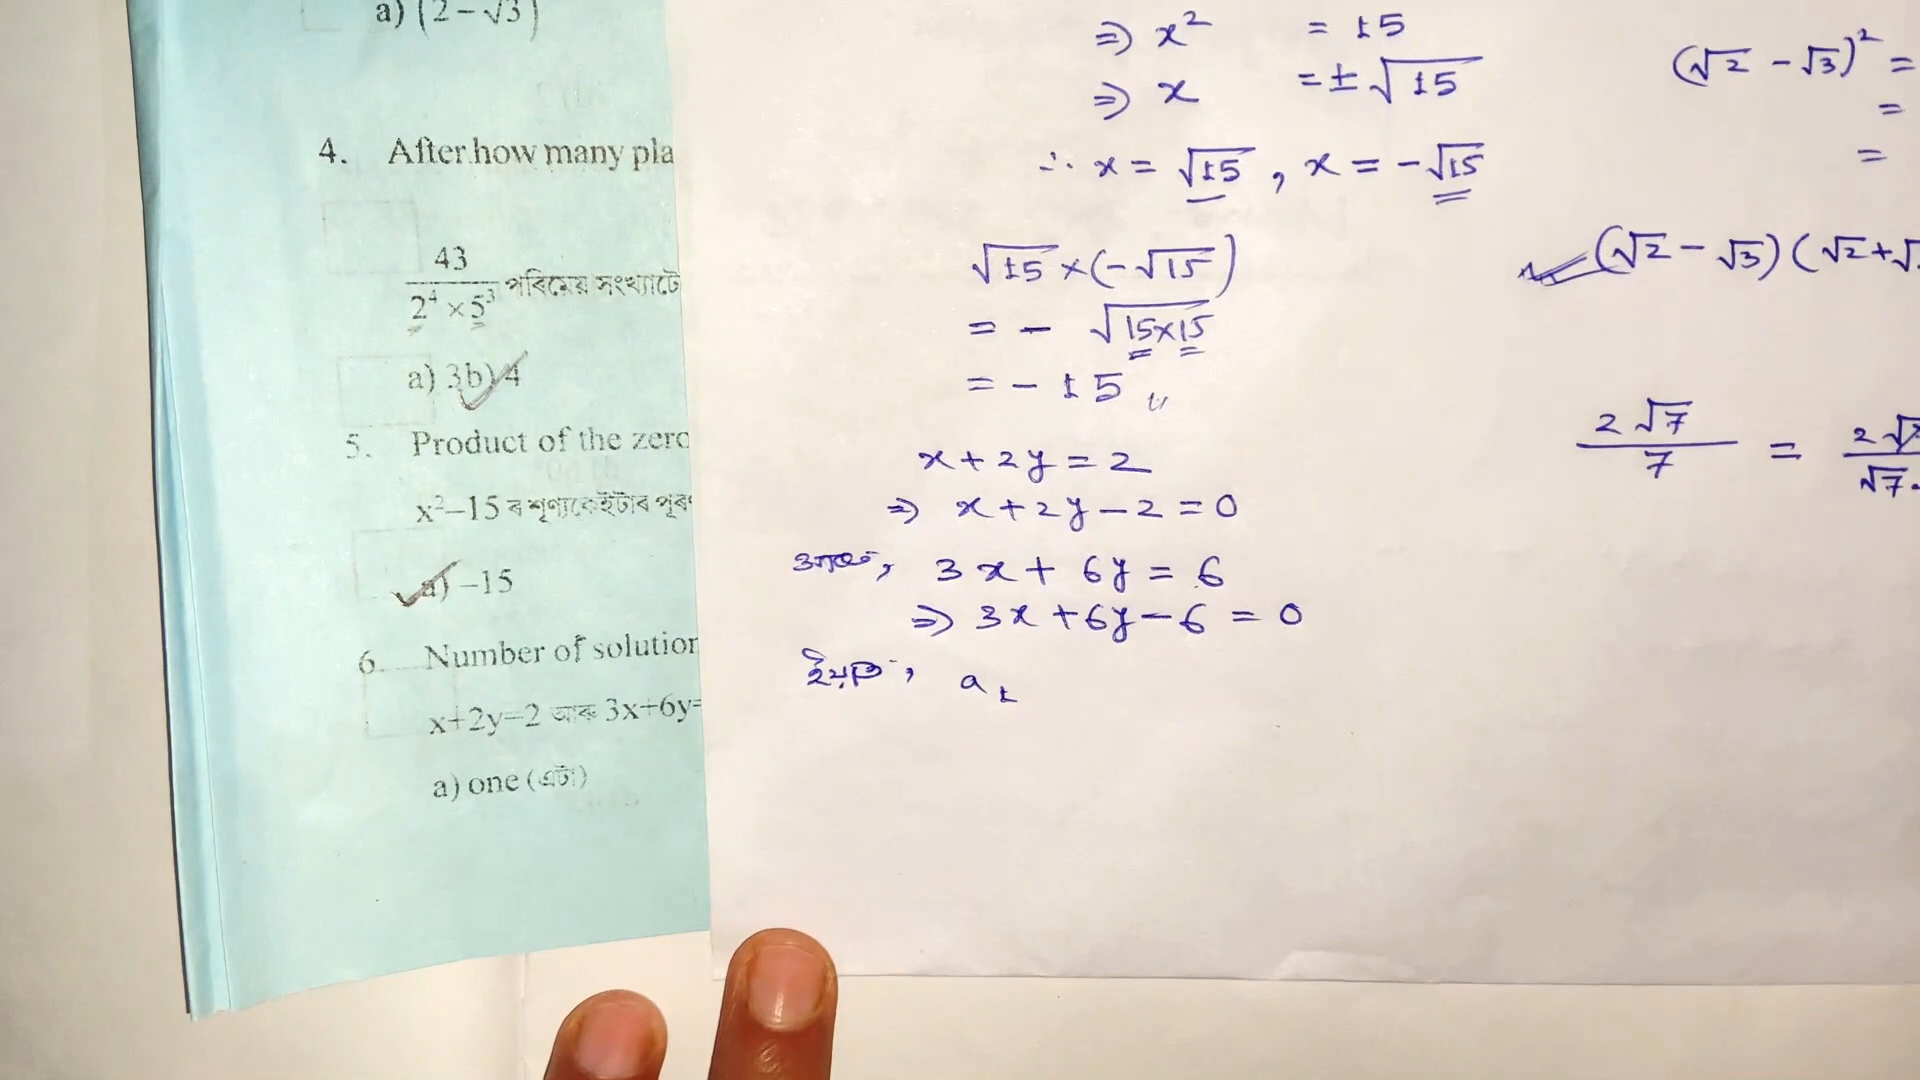 a) (2−√3)
4. After how many pla
43
2⁴ × 5³ পৰিমেয় সংখ্যাটো
a) 3 b) 4
5. Product of the zero
x²−15 ৰ শূণ্যকেইটাৰ পূৰণ
a) −15
6. Number of solution
x+2y=2 আৰু 3x+6y=
a) one (এটা)
⇒ x² = 15
⇒ x = ±√15
∴ x = √15 , x = −√15
√15 × (−√15)
= − √15×15
= − 15
x + 2y = 2
⇒ x + 2y − 2 = 0
আৰু, 3x + 6y = 6
⇒ 3x + 6y − 6 = 0
ইয়াত, a₁
(√2 − √3)² =
=
=
(√2 − √3) (√2 + √
2√7
7 = 2√7
√7.